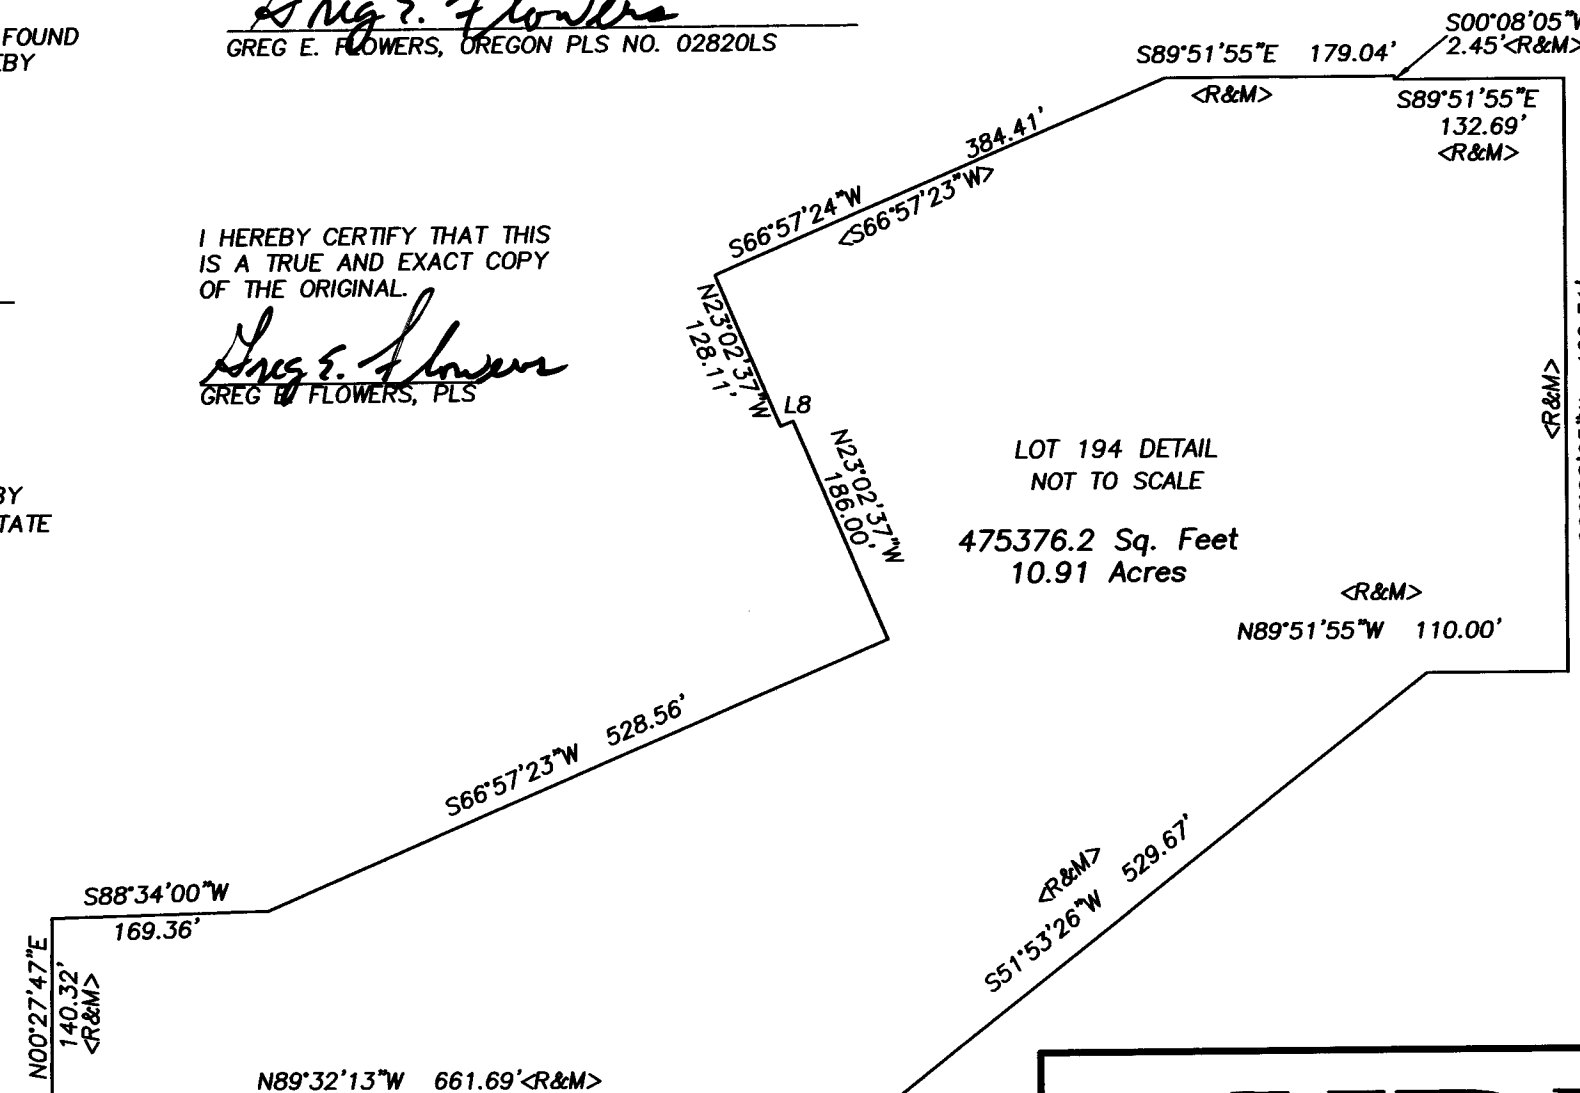 FOUND
GREG E. FLOWERS, OREGON PLS NO. 02820LS
S00°08'05"W
2.45'<R&M>
S89°51'55"E 179.04'
<R&M>
S89°51'55"E
132.69'
<R&M>
384.41'
S66°57'24"W
<S66°57'23"W>
I HEREBY CERTIFY THAT THIS
IS A TRUE AND EXACT COPY
OF THE ORIGINAL.
Greg E. Flowers
GREG E. FLOWERS, PLS
N23°02'37"W
128.11'
L8
N23°02'37"W
186.00'
<R&M>
LOT 194 DETAIL
NOT TO SCALE
475376.2 Sq. Feet
10.91 Acres
<R&M>
N89°51'55"W 110.00'
S66°57'23"W 528.56'
<R&M>
S51°53'26"W 529.67'
S88°34'00"W
169.36'
N00°27'47"E
140.32'
<R&M>
N89°32'13"W 661.69'<R&M>